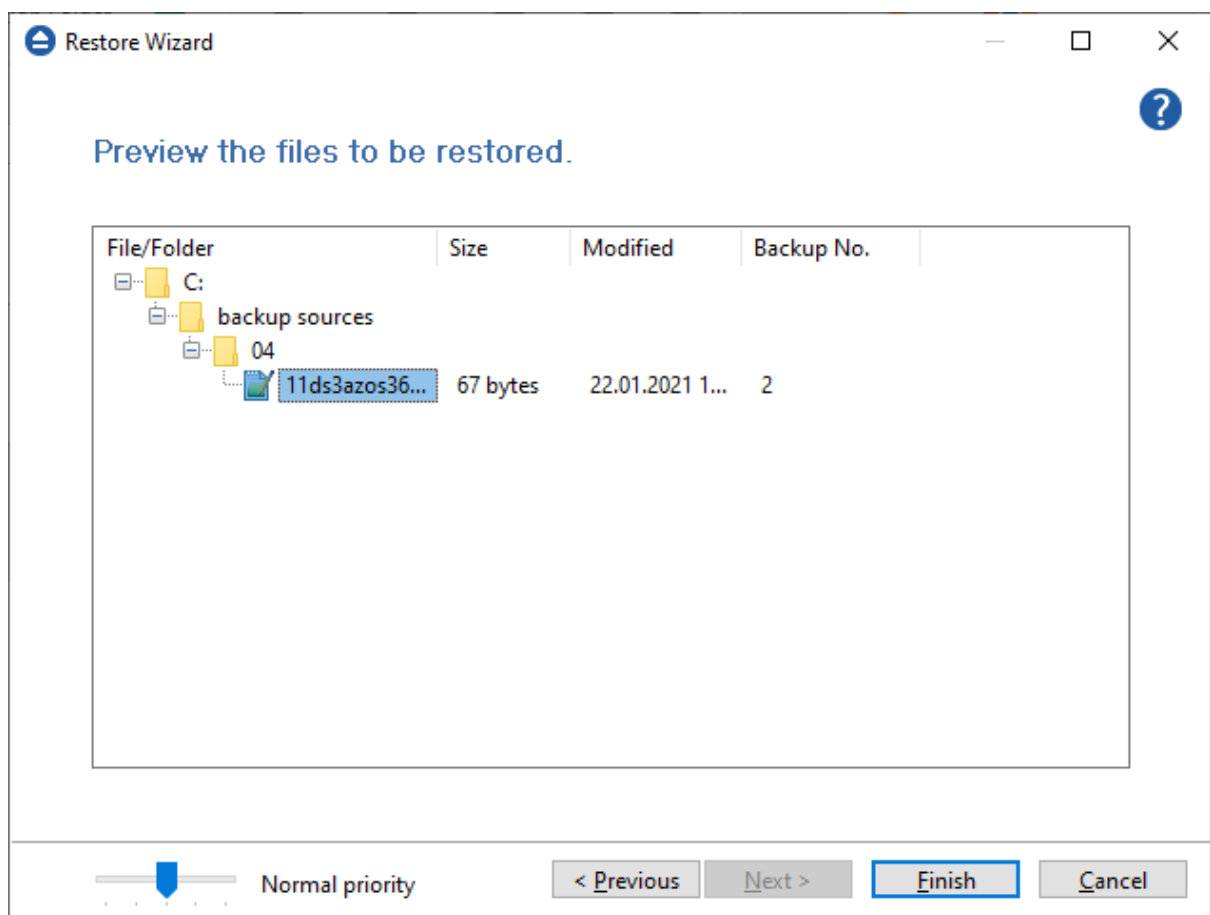 Restore Wizard
Preview the files to be restored.
File/Folder Size Modified Backup No.
C:
backup sources
04
11ds3azos36... 67 bytes 22.01.2021 1... 2
Normal priority < Previous Next > Finish Cancel